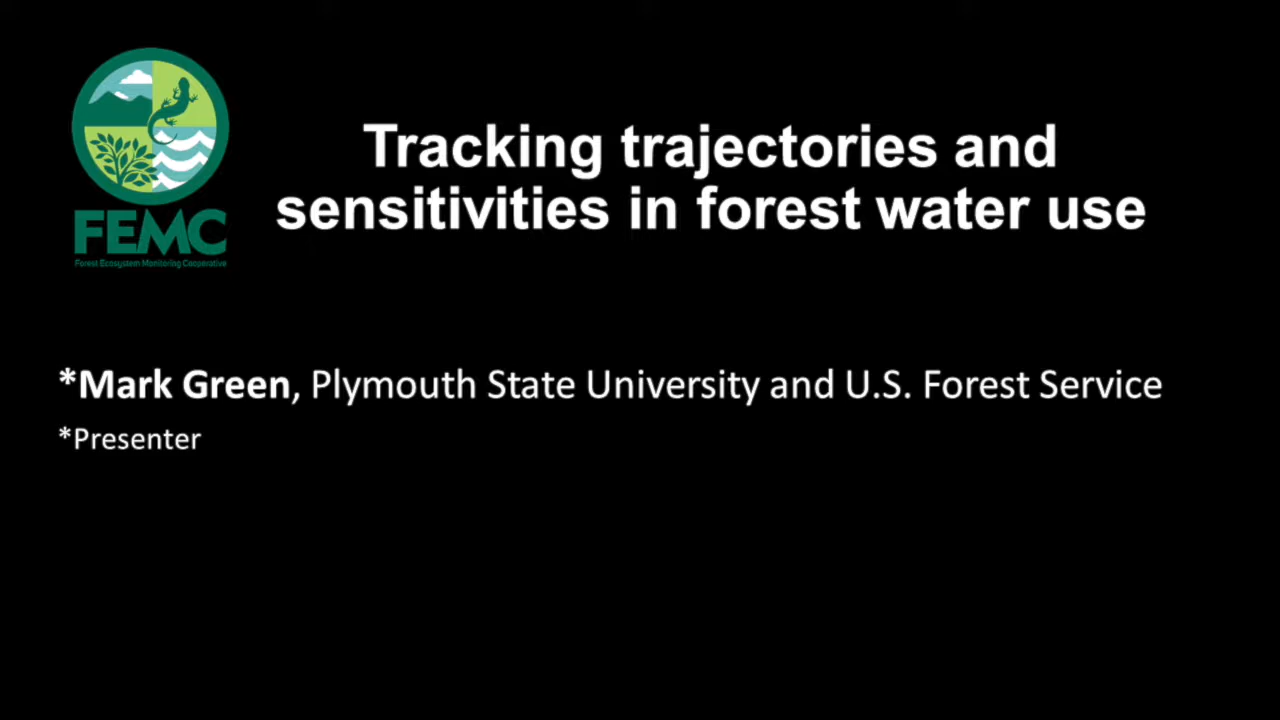 Tracking trajectories and
sensitivities in forest water use
FEMC
Forest Ecosystem Monitoring Cooperative
*Mark Green, Plymouth State University and U.S. Forest Service
*Presenter